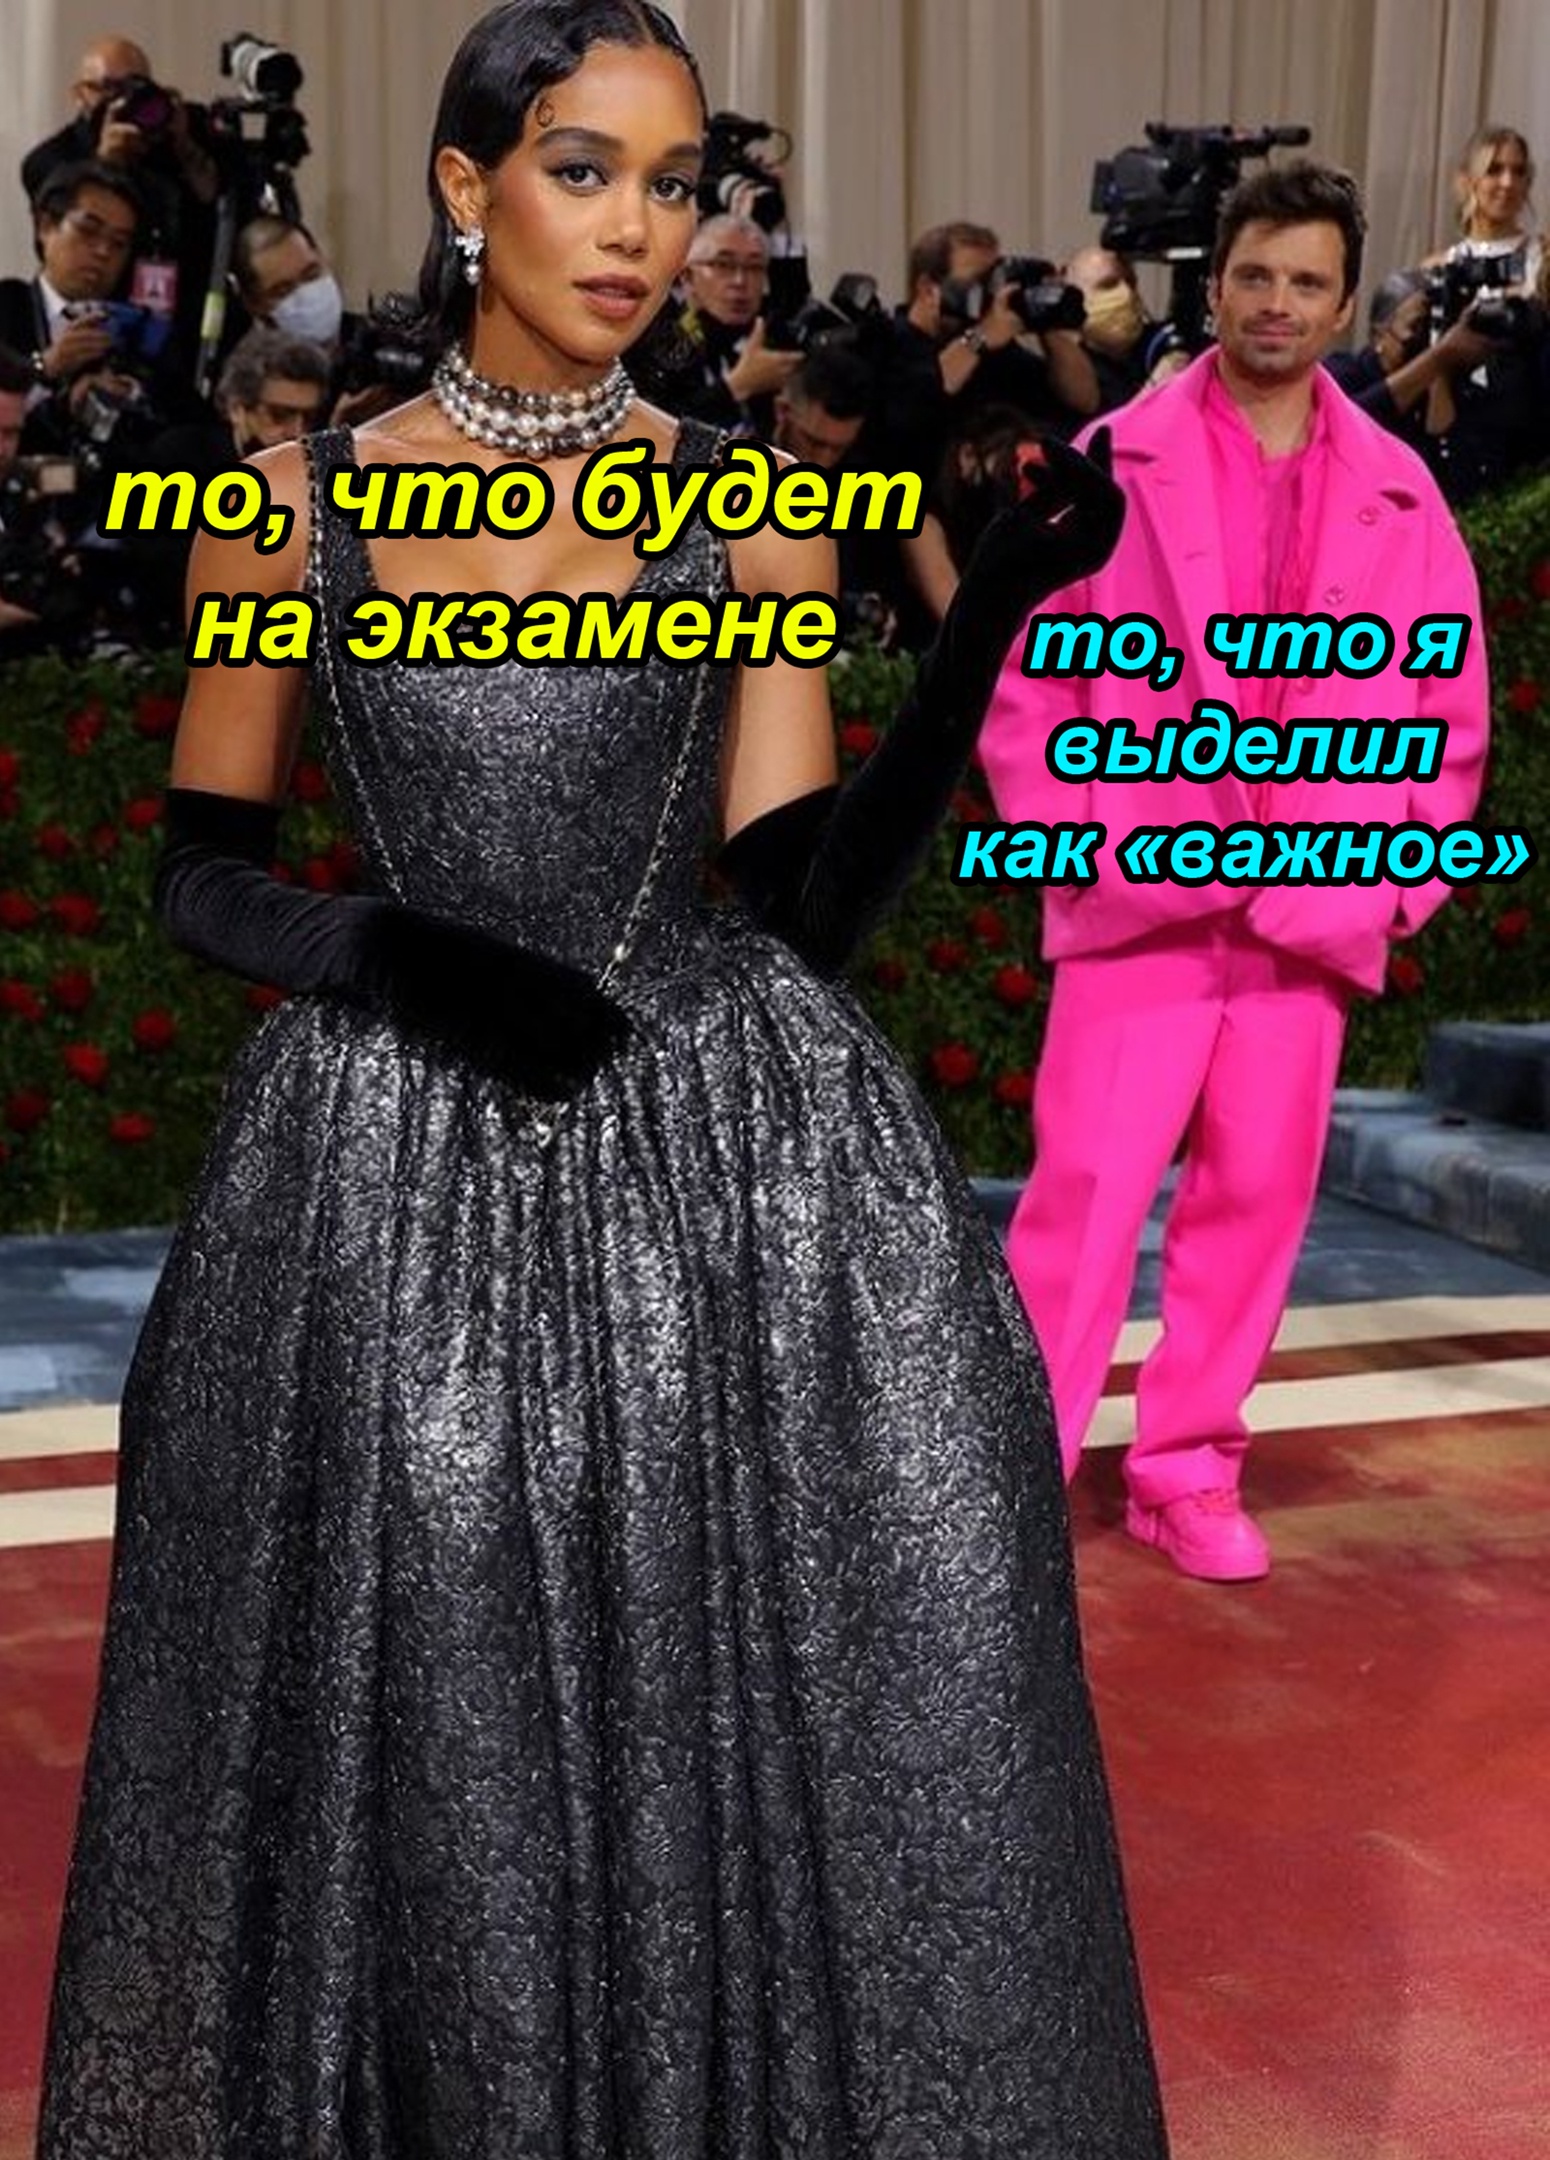 то, что будет
на экзамене
то, что я
выделил
как «важное»